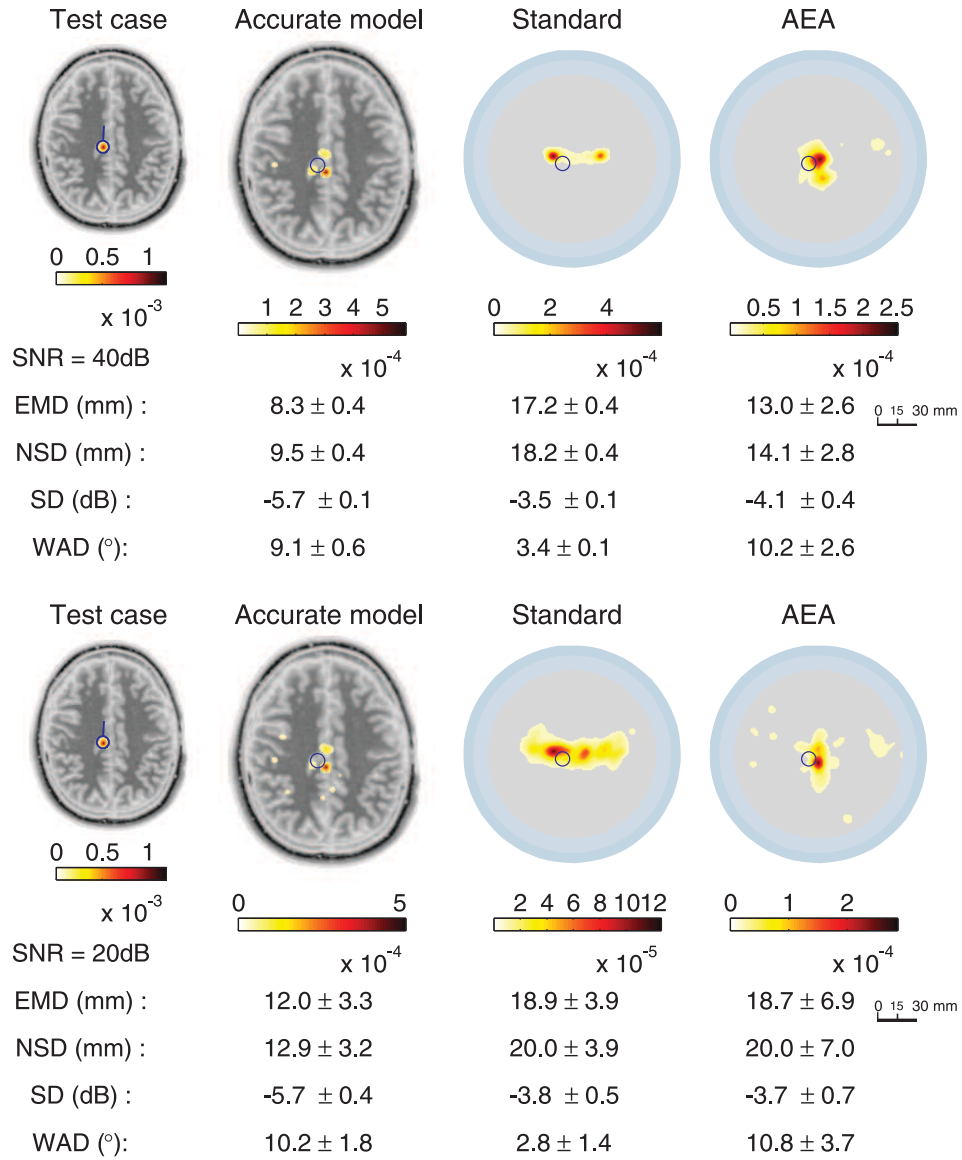 Test case Accurate model Standard AEA
0 0.5 1
x 10-3
1 2 3 4 5
x 10-4
0 2 4
x 10-4
0.5 1 1.5 2 2.5
x 10-4
SNR = 40dB
EMD (mm) : 8.3 ± 0.4 17.2 ± 0.4 13.0 ± 2.6
0 15 30 mm
NSD (mm) : 9.5 ± 0.4 18.2 ± 0.4 14.1 ± 2.8
SD (dB) : -5.7 ± 0.1 -3.5 ± 0.1 -4.1 ± 0.4
WAD (°): 9.1 ± 0.6 3.4 ± 0.1 10.2 ± 2.6
Test case Accurate model Standard AEA
0 0.5 1
x 10-3
0 5
x 10-4
2 4 6 8 1012
x 10-5
0 1 2
x 10-4
SNR = 20dB
EMD (mm) : 12.0 ± 3.3 18.9 ± 3.9 18.7 ± 6.9
0 15 30 mm
NSD (mm) : 12.9 ± 3.2 20.0 ± 3.9 20.0 ± 7.0
SD (dB) : -5.7 ± 0.4 -3.8 ± 0.5 -3.7 ± 0.7
WAD (°): 10.2 ± 1.8 2.8 ± 1.4 10.8 ± 3.7